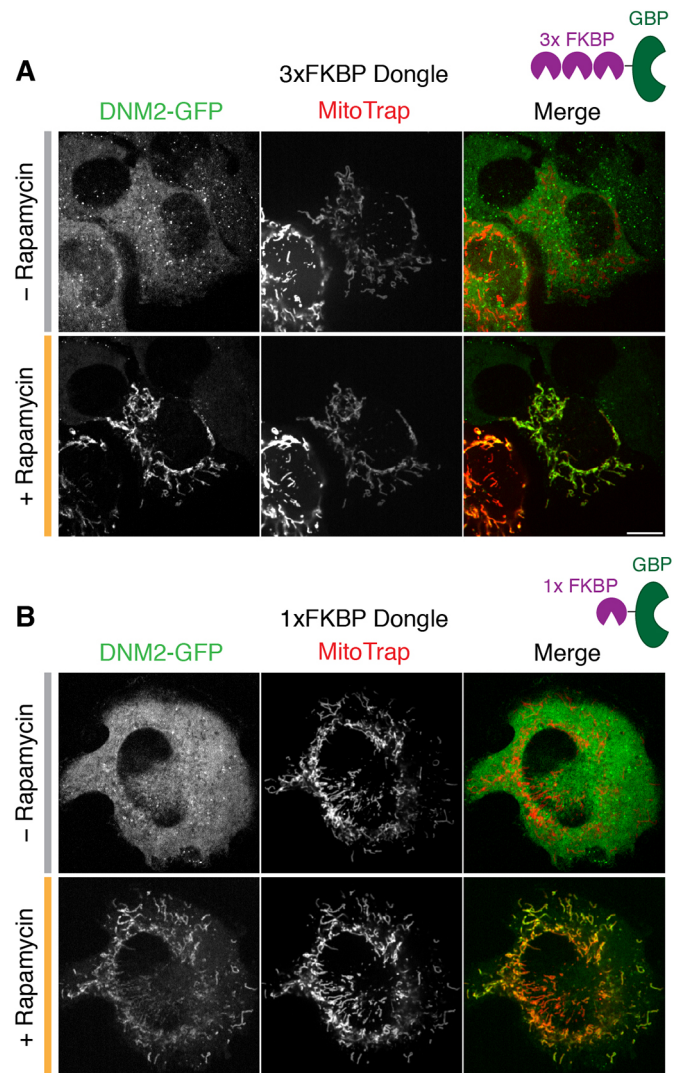 GBP
3x FKBP
A
3xFKBP Dongle
DNM2-GFP MitoTrap Merge
– Rapamycin
+ Rapamycin
GBP
1x FKBP
B
1xFKBP Dongle
DNM2-GFP MitoTrap Merge
– Rapamycin
+ Rapamycin